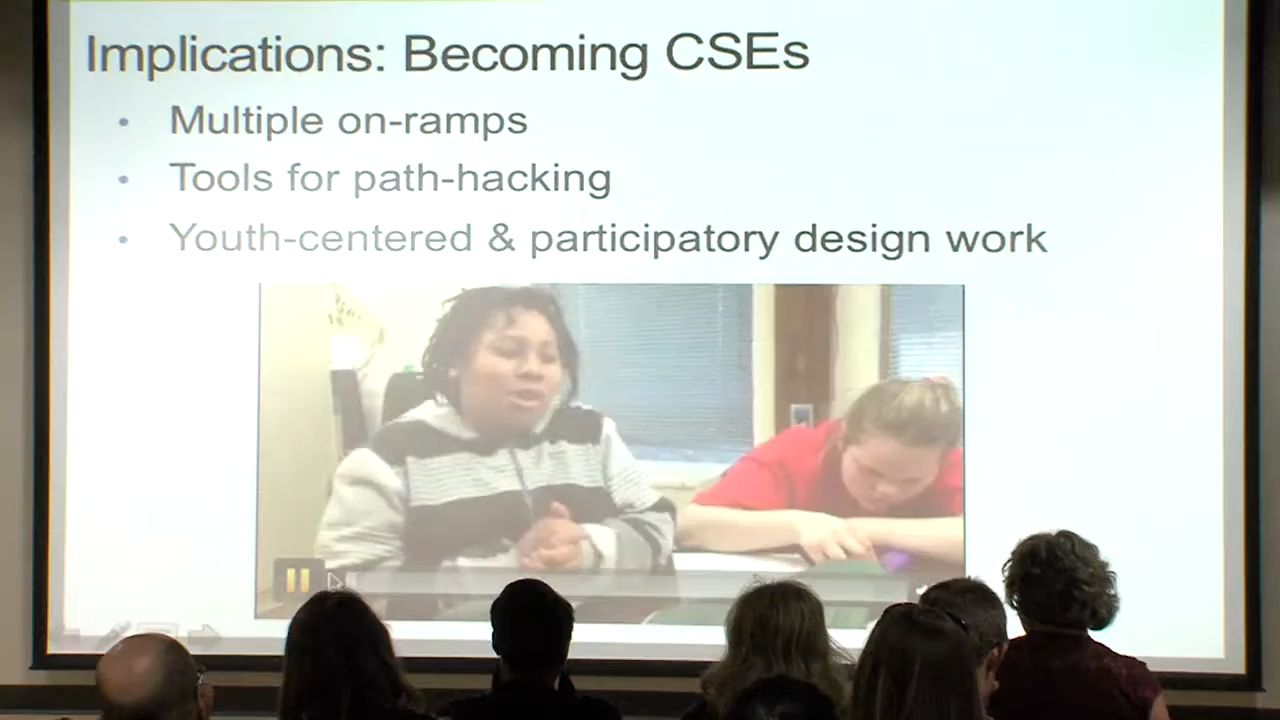 Implications: Becoming CSEs
• Multiple on-ramps
• Tools for path-hacking
• Youth-centered & participatory design work